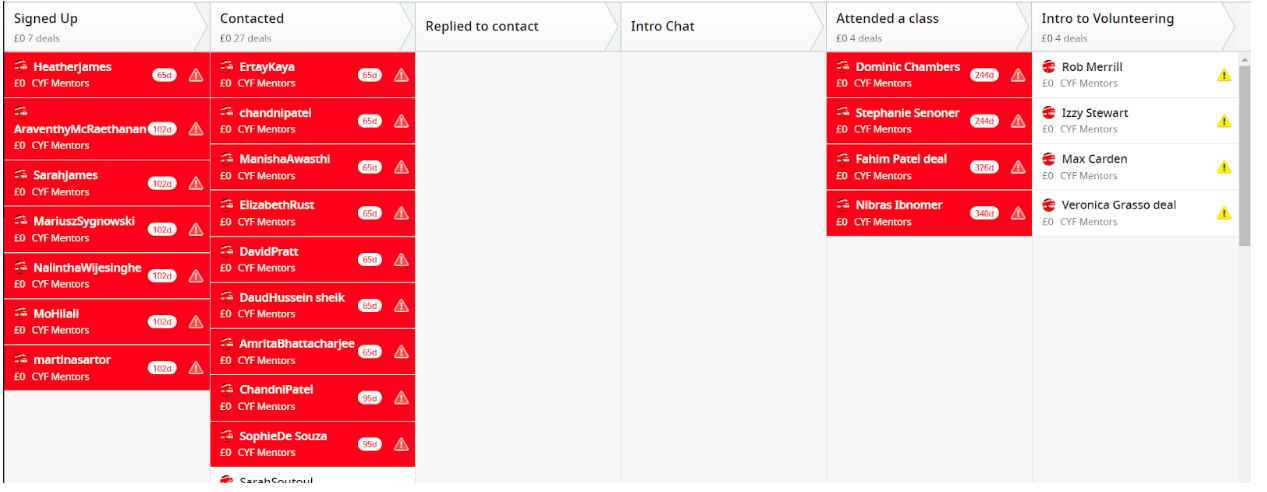 Signed Up
£0 7 deals
HeatherJames
65d
£0 CYF Mentors
AraventhyMcRaethanan
102d
£0 CYF Mentors
SarahJames
102d
£0 CYF Mentors
MariuszSygnowski
102d
£0 CYF Mentors
NalinthaWijesinghe
102d
£0 CYF Mentors
MoHilali
102d
£0 CYF Mentors
martinasartor
102d
£0 CYF Mentors
Contacted
£0 27 deals
ErtayKaya
65d
£0 CYF Mentors
chandnipatel
65d
£0 CYF Mentors
ManishaAwasthi
65d
£0 CYF Mentors
ElizabethRust
65d
£0 CYF Mentors
DavidPratt
65d
£0 CYF Mentors
DaudHussein sheik
65d
£0 CYF Mentors
AmritaBhattacharjee
65d
£0 CYF Mentors
ChandniPatel
95d
£0 CYF Mentors
SophieDe Souza
95d
£0 CYF Mentors
SarahSoutoul
Replied to contact
Intro Chat
Attended a class
£0 4 deals
Dominic Chambers
244d
£0 CYF Mentors
Stephanie Senoner
244d
£0 CYF Mentors
Fahim Patel deal
326d
£0 CYF Mentors
Nibras Ibnomer
340d
£0 CYF Mentors
Intro to Volunteering
£0 4 deals
Rob Merrill
£0 CYF Mentors
Izzy Stewart
£0 CYF Mentors
Max Carden
£0 CYF Mentors
Veronica Grasso deal
£0 CYF Mentors